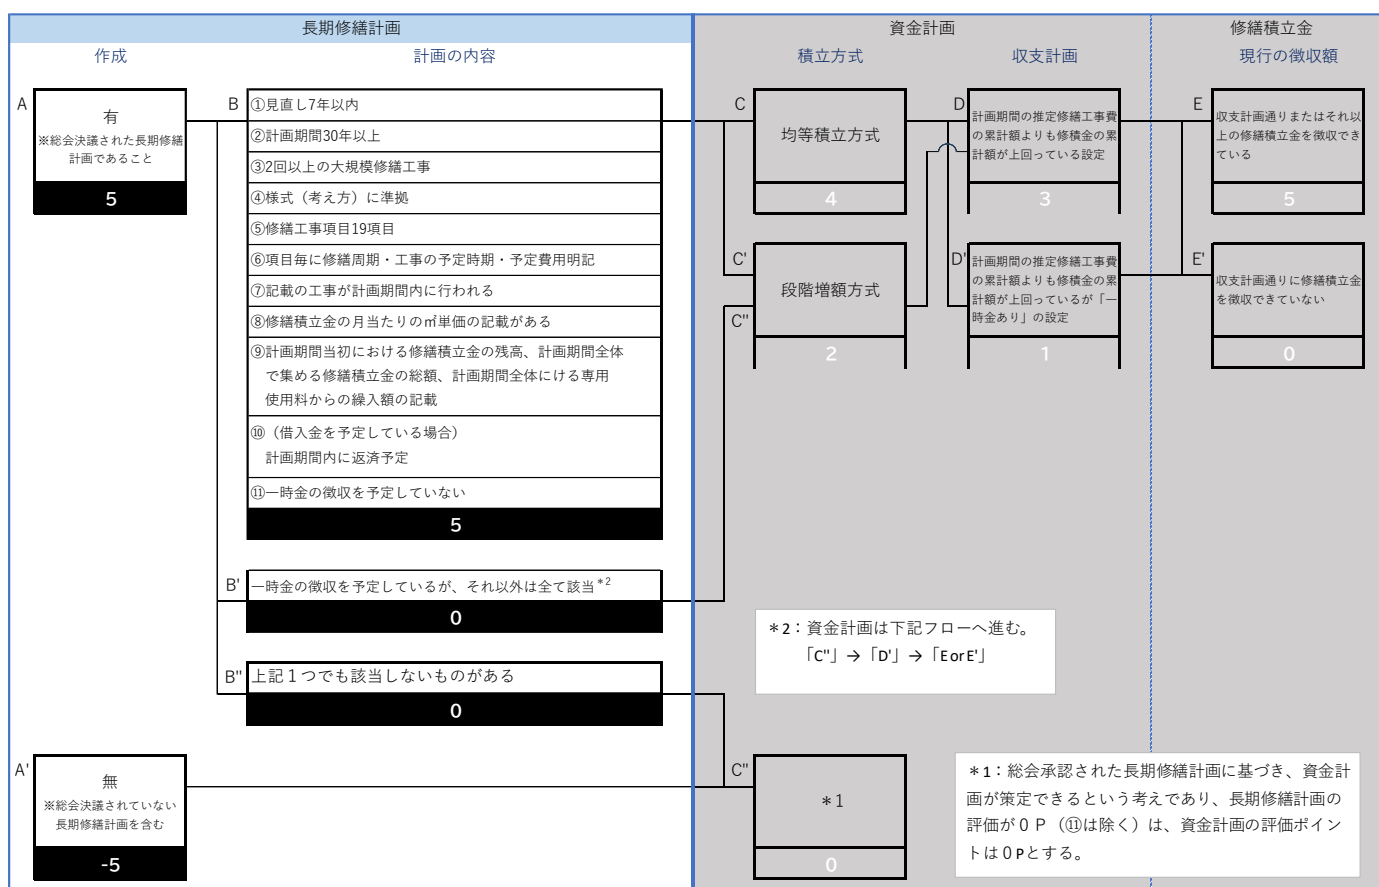 長期修繕計画
資金計画
修繕積立金
作成
計画の内容
積立方式
収支計画
現行の徴収額
A
有
※総会決議された長期修繕
計画であること
5
B
①見直し7年以内
②計画期間30年以上
③2回以上の大規模修繕工事
④様式（考え方）に準拠
⑤修繕工事項目19項目
⑥項目毎に修繕周期・工事の予定時期・予定費用明記
⑦記載の工事が計画期間内に行われる
⑧修繕積立金の月当たりの㎡単価の記載がある
⑨計画期間当初における修繕積立金の残高、計画期間全体
で集める修繕積立金の総額、計画期間全体にける専用
使用料からの繰入額の記載
⑩（借入金を予定している場合）
計画期間内に返済予定
⑪一時金の徴収を予定していない
5
B'
一時金の徴収を予定しているが、それ以外は全て該当*2
0
B"
上記１つでも該当しないものがある
0
A'
無
※総会決議されていない
長期修繕計画を含む
-5
C
均等積立方式
4
C'
C"
段階増額方式
2
D
計画期間の推定修繕工事費
の累計額よりも修積金の累
計額が上回っている設定
3
D'
計画期間の推定修繕工事費
の累計額よりも修積金の累
計額が上回っているが「一
時金あり」の設定
1
E
収支計画通りまたはそれ以
上の修繕積立金を徴収でき
ている
5
E'
収支計画通りに修繕積立金
を徴収できていない
0
＊2：資金計画は下記フローへ進む。
「C"」→「D'」→「EorE'」
C"
＊1
0
＊1：総会承認された長期修繕計画に基づき、資金計
画が策定できるという考えであり、長期修繕計画の
評価が０Ｐ（⑪は除く）は、資金計画の評価ポイン
トは０Pとする。